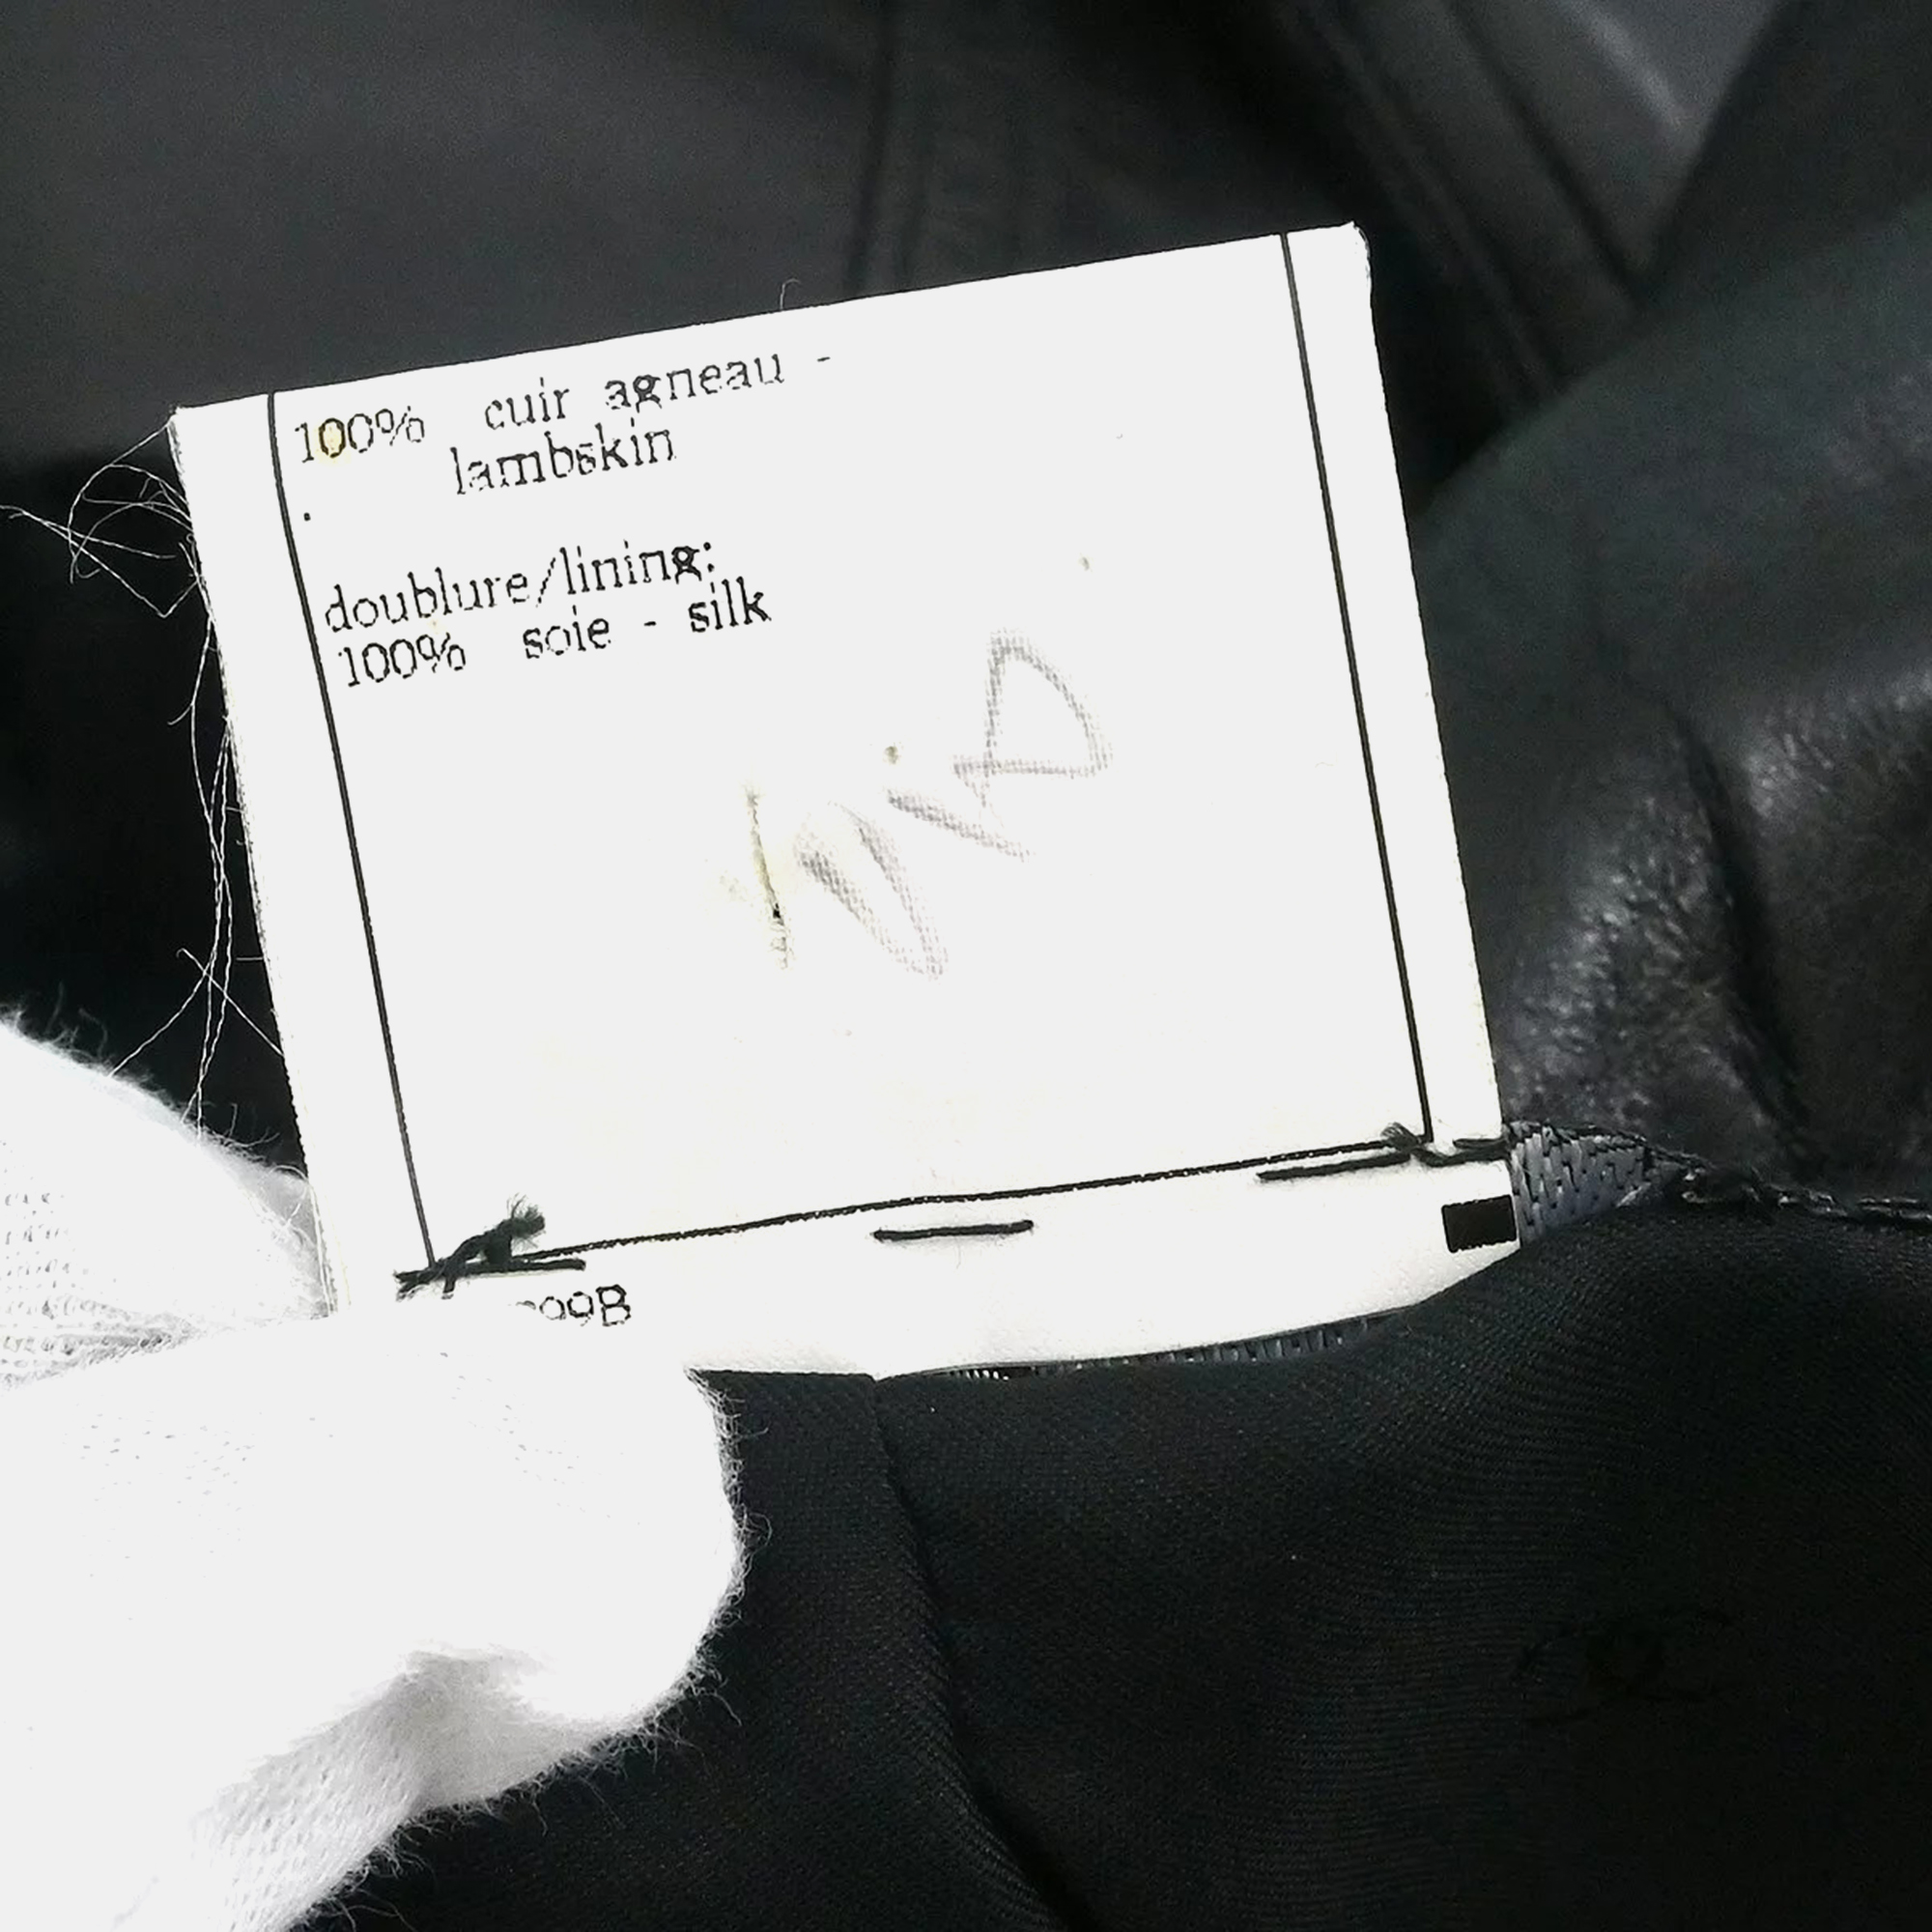 100% cuir agneau -
lambskin
.
doublure/lining:
100% soie - silk